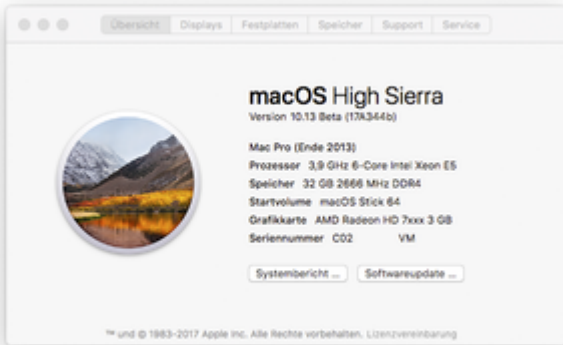 Übersicht Displays Festplatten Speicher Support Service
macOS High Sierra
Version 10.13 Beta (17A344b)
Mac Pro (Ende 2013)
Prozessor 3,9 GHz 6-Core Intel Xeon E5
Speicher 32 GB 2666 MHz DDR4
Startvolume macOS Stick 64
Grafikkarte AMD Radeon HD 7xxx 3 GB
Seriennummer C02 VM
Systembericht ... Softwareupdate ...
™ und © 1983-2017 Apple Inc. Alle Rechte vorbehalten. Lizenzvereinbarung